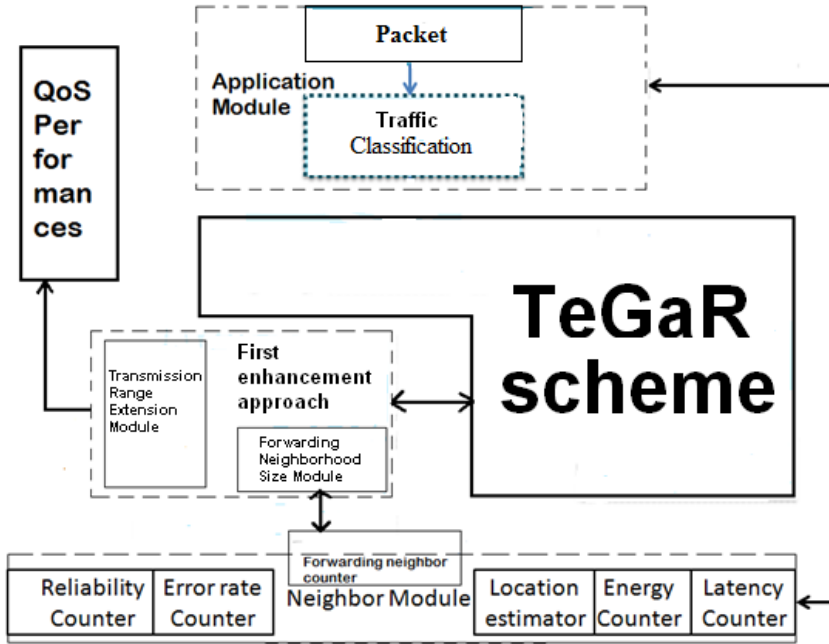 Packet
Application
Module
Traffic
Classification
QoS
Per
for
man
ces
TeGaR
scheme
First
enhancement
approach
Transmission
Range
Extension
Module
Forwarding
Neighborhood
Size Module
Forwarding neighbor
counter
Neighbor Module
Reliability
Counter
Error rate
Counter
Location
estimator
Energy
Counter
Latency
Counter